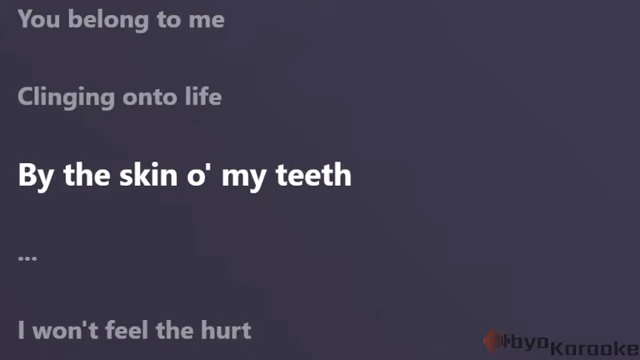 You belong to me
Clinging onto life
By the skin o' my teeth
...
I won't feel the hurt
byo
Karaoke